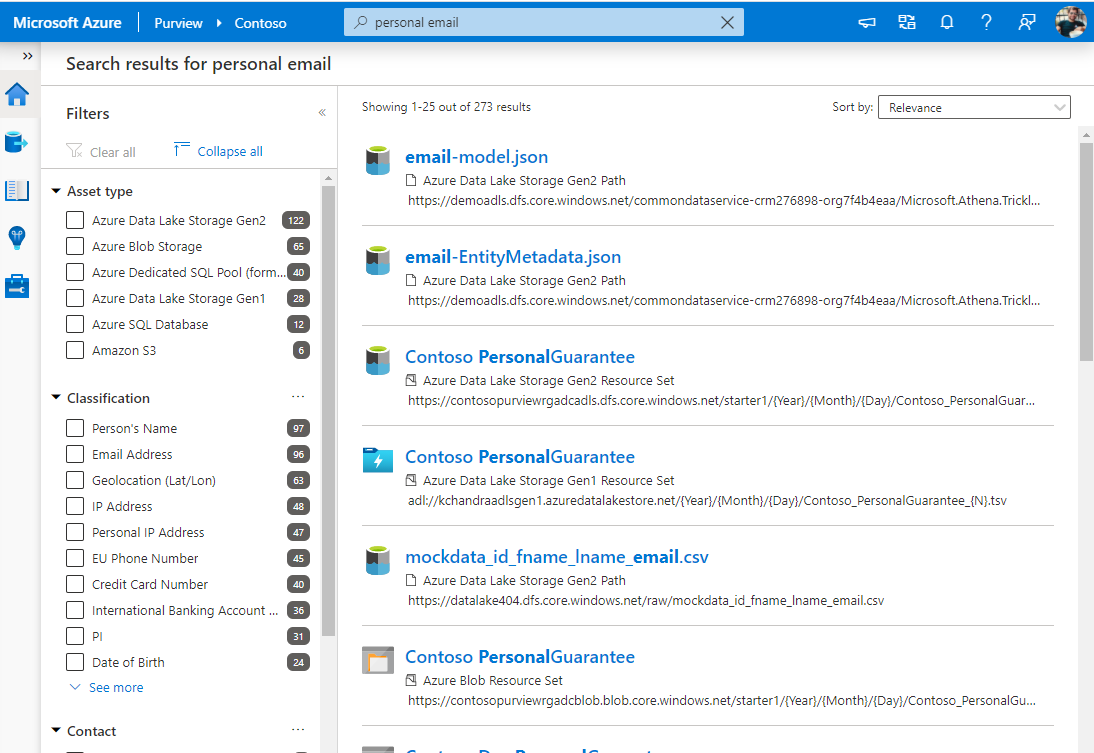 Microsoft Azure Purview Contoso personal email
Search results for personal email
Filters
Clear all Collapse all
Asset type
Azure Data Lake Storage Gen2 122
Azure Blob Storage 65
Azure Dedicated SQL Pool (form... 40
Azure Data Lake Storage Gen1 28
Azure SQL Database 12
Amazon S3 6
Classification
Person's Name 97
Email Address 96
Geolocation (Lat/Lon) 63
IP Address 48
Personal IP Address 47
EU Phone Number 45
Credit Card Number 40
International Banking Account ... 36
PI 31
Date of Birth 24
See more
Contact
Showing 1-25 out of 273 results
Sort by: Relevance
email-model.json
Azure Data Lake Storage Gen2 Path
https://demoadls.dfs.core.windows.net/commondataservice-crm276898-org7f4b4eaa/Microsoft.Athena.Trickl...
email-EntityMetadata.json
Azure Data Lake Storage Gen2 Path
https://demoadls.dfs.core.windows.net/commondataservice-crm276898-org7f4b4eaa/Microsoft.Athena.Trickl...
Contoso PersonalGuarantee
Azure Data Lake Storage Gen2 Resource Set
https://contosopurviewrgadcadls.dfs.core.windows.net/starter1/{Year}/{Month}/{Day}/Contoso_PersonalGuar...
Contoso PersonalGuarantee
Azure Data Lake Storage Gen1 Resource Set
adl://kchandraadlsgen1.azuredatalakestore.net/{Year}/{Month}/{Day}/Contoso_PersonalGuarantee_{N}.tsv
mockdata_id_fname_lname_email.csv
Azure Data Lake Storage Gen2 Path
https://datalake404.dfs.core.windows.net/raw/mockdata_id_fname_lname_email.csv
Contoso PersonalGuarantee
Azure Blob Resource Set
https://contosopurviewrgadcblob.blob.core.windows.net/starter1/{Year}/{Month}/{Day}/Contoso_PersonalGu...